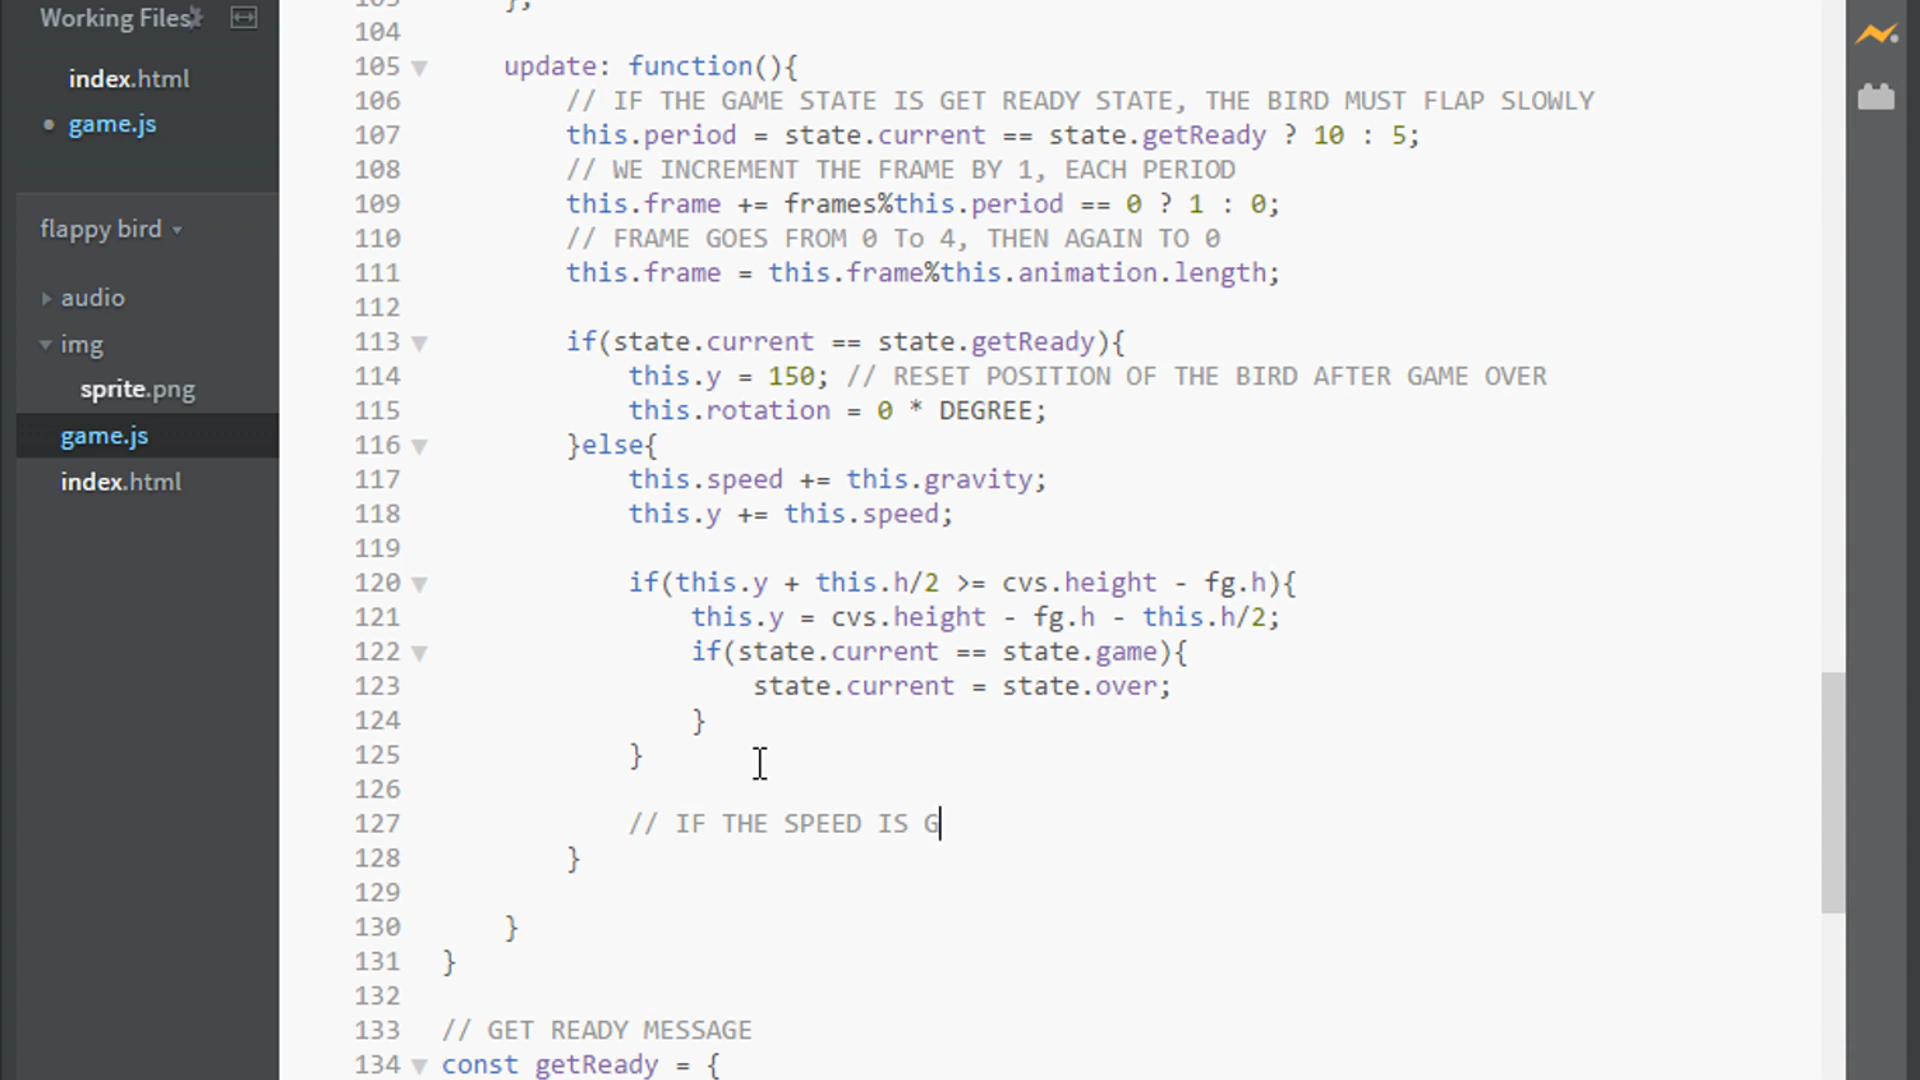 Working Files
index.html
game.js
flappy bird
audio
img
sprite.png
game.js
index.html
104
105 update: function(){
106 // IF THE GAME STATE IS GET READY STATE, THE BIRD MUST FLAP SLOWLY
107 this.period = state.current == state.getReady ? 10 : 5;
108 // WE INCREMENT THE FRAME BY 1, EACH PERIOD
109 this.frame += frames%this.period == 0 ? 1 : 0;
110 // FRAME GOES FROM 0 To 4, THEN AGAIN TO 0
111 this.frame = this.frame%this.animation.length;
112
113 if(state.current == state.getReady){
114 this.y = 150; // RESET POSITION OF THE BIRD AFTER GAME OVER
115 this.rotation = 0 * DEGREE;
116 }else{
117 this.speed += this.gravity;
118 this.y += this.speed;
119
120 if(this.y + this.h/2 >= cvs.height - fg.h){
121 this.y = cvs.height - fg.h - this.h/2;
122 if(state.current == state.game){
123 state.current = state.over;
124 }
125 }
126
127 // IF THE SPEED IS G
128 }
129
130 }
131 }
132
133 // GET READY MESSAGE
134 const getReady = {